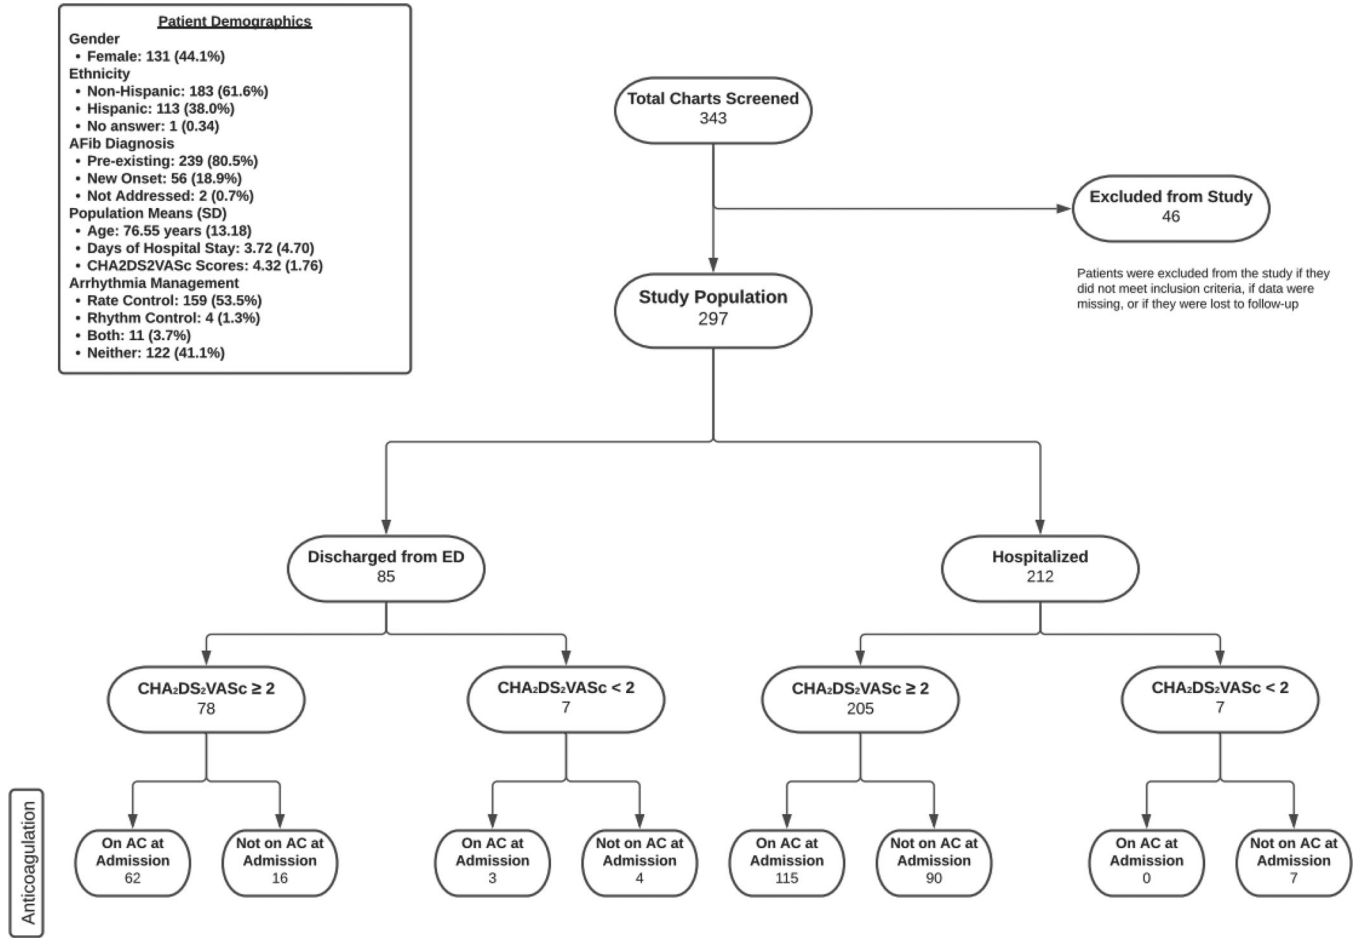 Patient Demographics
Gender
• Female: 131 (44.1%)
Ethnicity
• Non-Hispanic: 183 (61.6%)
• Hispanic: 113 (38.0%)
• No answer: 1 (0.34)
AFib Diagnosis
• Pre-existing: 239 (80.5%)
• New Onset: 56 (18.9%)
• Not Addressed: 2 (0.7%)
Population Means (SD)
• Age: 76.55 years (13.18)
• Days of Hospital Stay: 3.72 (4.70)
• CHA2DS2VASc Scores: 4.32 (1.76)
Arrhythmia Management
• Rate Control: 159 (53.5%)
• Rhythm Control: 4 (1.3%)
• Both: 11 (3.7%)
• Neither: 122 (41.1%)
Total Charts Screened
343
Excluded from Study
46
Patients were excluded from the study if they
did not meet inclusion criteria, if data were
missing, or if they were lost to follow-up
Study Population
297
Discharged from ED
85
Hospitalized
212
CHA₂DS₂VASc ≥ 2
78
CHA₂DS₂VASc < 2
7
CHA₂DS₂VASc ≥ 2
205
CHA₂DS₂VASc < 2
7
Anticoagulation
On AC at
Admission
62
Not on AC at
Admission
16
On AC at
Admission
3
Not on AC at
Admission
4
On AC at
Admission
115
Not on AC at
Admission
90
On AC at
Admission
0
Not on AC at
Admission
7